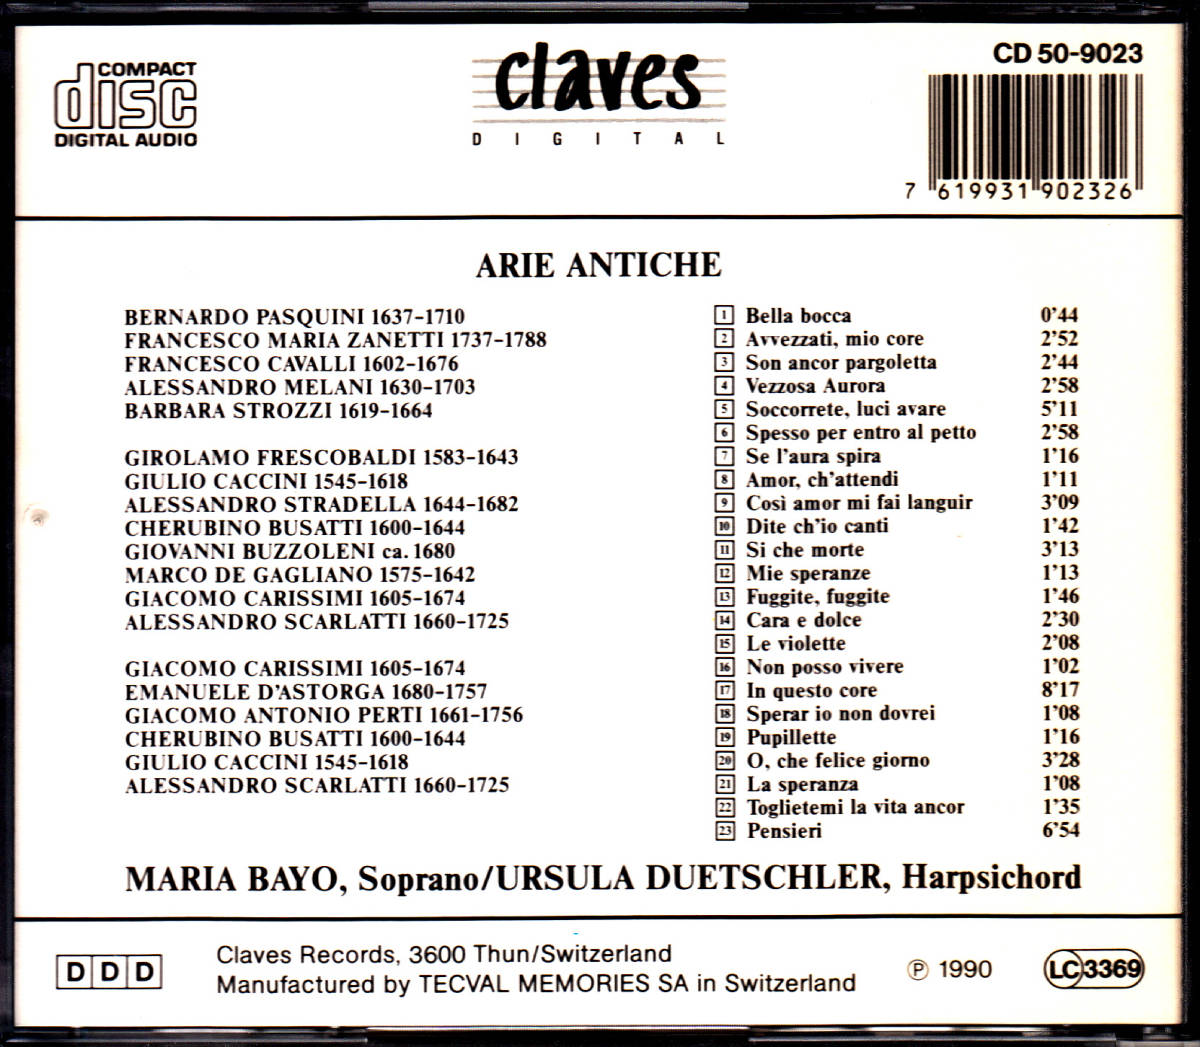 COMPACT
disc
DIGITAL AUDIO
claves
DIGITAL
CD 50-9023
7 619931 902326
ARIE ANTICHE
BERNARDO PASQUINI 1637-1710 1 Bella bocca 0'44
FRANCESCO MARIA ZANETTI 1737-1788 2 Avvezzati, mio core 2'52
FRANCESCO CAVALLI 1602-1676 3 Son ancor pargoletta 2'44
ALESSANDRO MELANI 1630-1703 4 Vezzosa Aurora 2'58
BARBARA STROZZI 1619-1664 5 Soccorrete, luci avare 5'11
6 Spesso per entro al petto 2'58
GIROLAMO FRESCOBALDI 1583-1643 7 Se l'aura spira 1'16
GIULIO CACCINI 1545-1618 8 Amor, ch'attendi 1'11
ALESSANDRO STRADELLA 1644-1682 9 Così amor mi fai languir 3'09
CHERUBINO BUSATTI 1600-1644 10 Dite ch'io canti 1'42
GIOVANNI BUZZOLENI ca. 1680 11 Si che morte 3'13
MARCO DE GAGLIANO 1575-1642 12 Mie speranze 1'13
GIACOMO CARISSIMI 1605-1674 13 Fuggite, fuggite 1'46
ALESSANDRO SCARLATTI 1660-1725 14 Cara e dolce 2'30
15 Le violette 2'08
GIACOMO CARISSIMI 1605-1674 16 Non posso vivere 1'02
EMANUELE D'ASTORGA 1680-1757 17 In questo core 8'17
GIACOMO ANTONIO PERTI 1661-1756 18 Sperar io non dovrei 1'08
CHERUBINO BUSATTI 1600-1644 19 Pupillette 1'16
GIULIO CACCINI 1545-1618 20 O, che felice giorno 3'28
ALESSANDRO SCARLATTI 1660-1725 21 La speranza 1'08
22 Toglietemi la vita ancor 1'35
23 Pensieri 6'54
MARIA BAYO, Soprano/URSULA DUETSCHLER, Harpsichord
DDD
Claves Records, 3600 Thun/Switzerland
Manufactured by TECVAL MEMORIES SA in Switzerland
℗ 1990
LC 3369